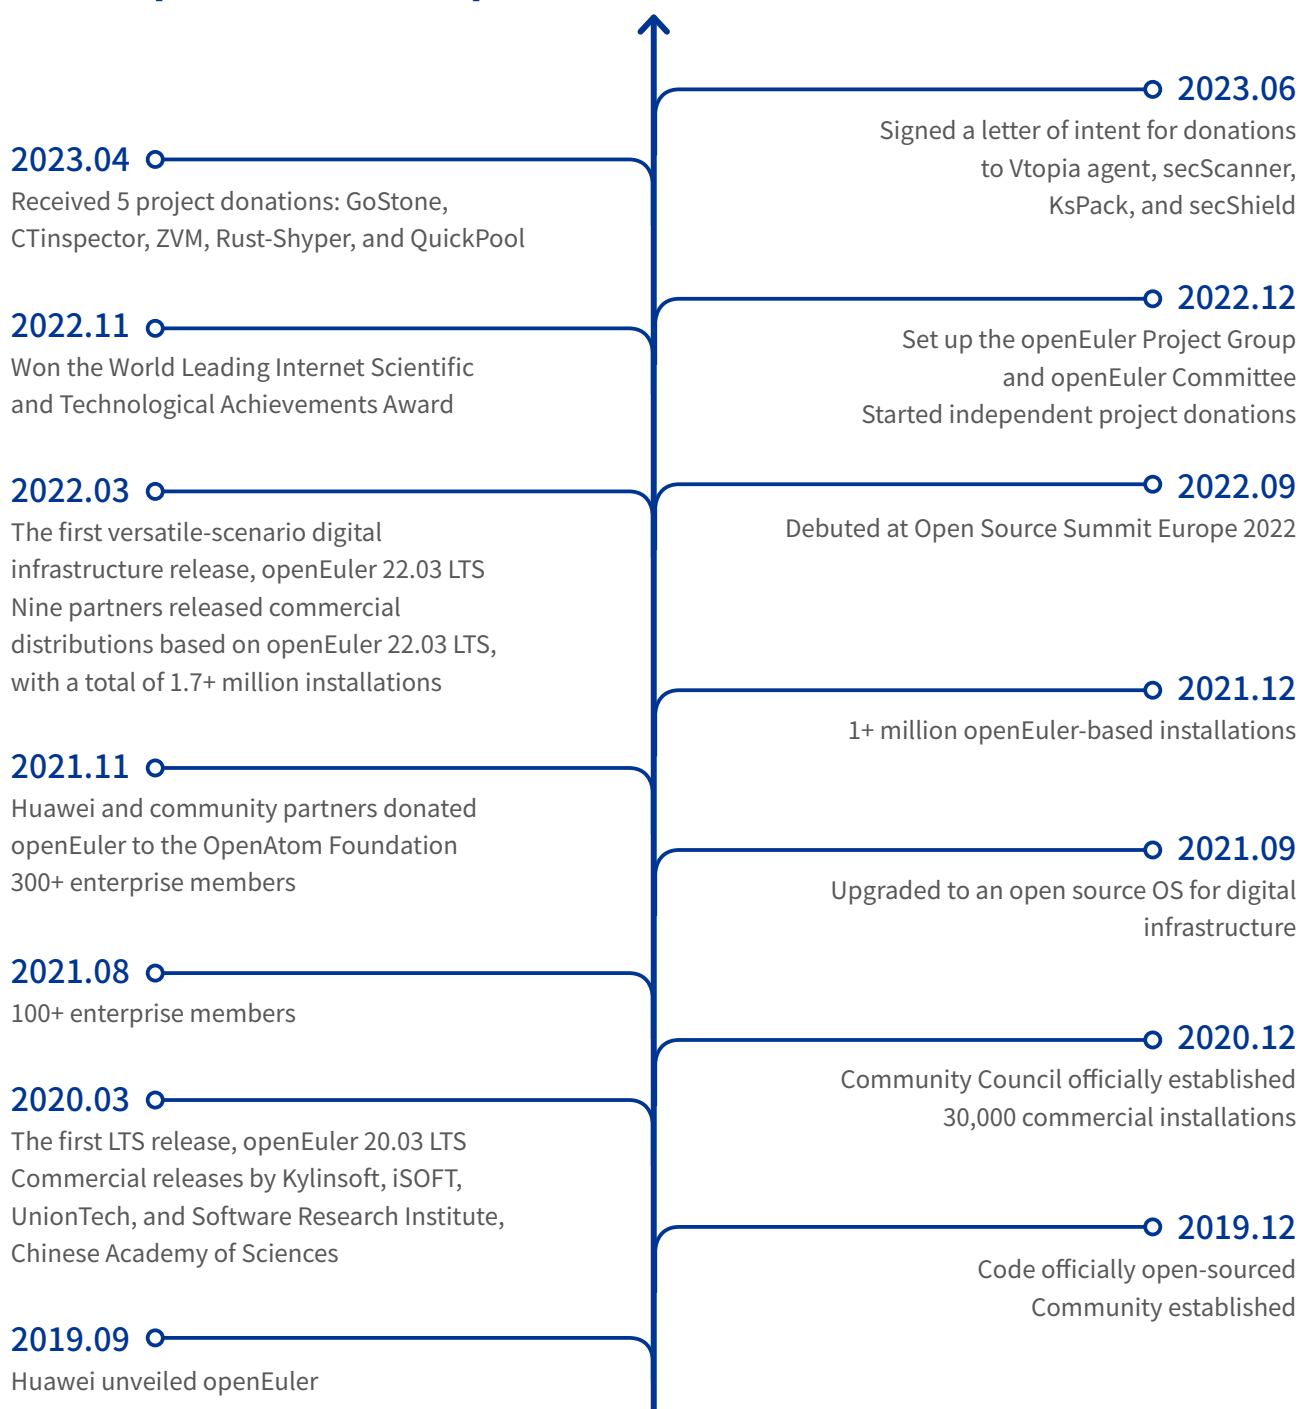 2023.06
Signed a letter of intent for donations
to Vtopia agent, secScanner,
KsPack, and secShield
2023.04
Received 5 project donations: GoStone,
CTinspector, ZVM, Rust-Shyper, and QuickPool
2022.12
Set up the openEuler Project Group
and openEuler Committee
Started independent project donations
2022.11
Won the World Leading Internet Scientific
and Technological Achievements Award
2022.09
Debuted at Open Source Summit Europe 2022
2022.03
The first versatile-scenario digital
infrastructure release, openEuler 22.03 LTS
Nine partners released commercial
distributions based on openEuler 22.03 LTS,
with a total of 1.7+ million installations
2021.12
1+ million openEuler-based installations
2021.11
Huawei and community partners donated
openEuler to the OpenAtom Foundation
300+ enterprise members
2021.09
Upgraded to an open source OS for digital
infrastructure
2021.08
100+ enterprise members
2020.12
Community Council officially established
30,000 commercial installations
2020.03
The first LTS release, openEuler 20.03 LTS
Commercial releases by Kylinsoft, iSOFT,
UnionTech, and Software Research Institute,
Chinese Academy of Sciences
2019.12
Code officially open-sourced
Community established
2019.09
Huawei unveiled openEuler